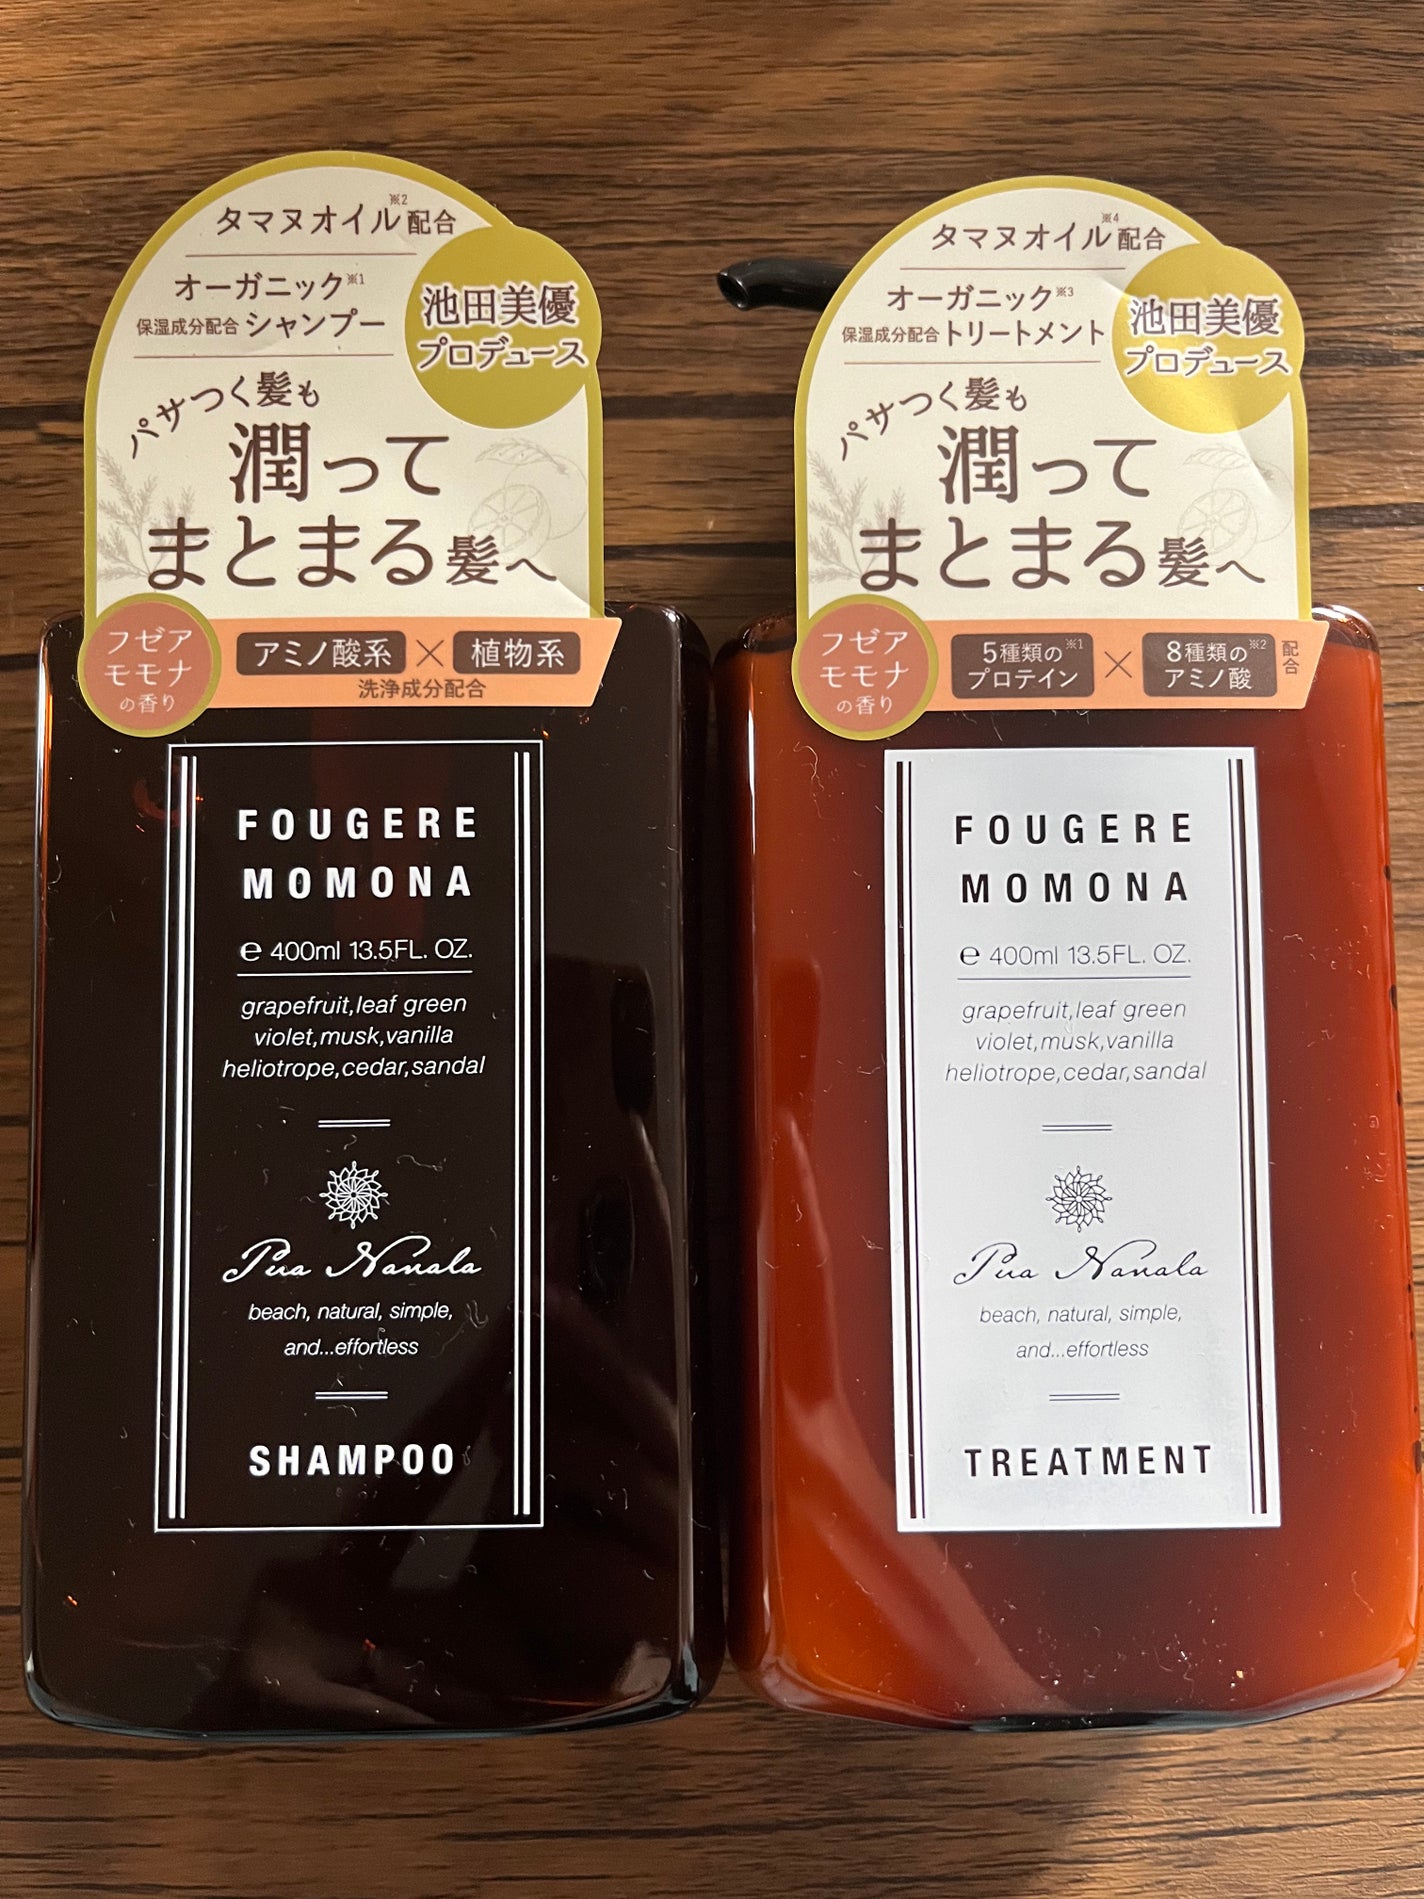 タマヌオイル※2配合
オーガニック※1
保湿成分配合 シャンプー
池田美優
プロデュース
パサつく髪も
潤って
まとまる髪へ
フゼア
モモナ
の香り
アミノ酸系 × 植物系
洗浄成分配合
FOUGERE
MOMONA
℮ 400ml 13.5FL. OZ.
grapefruit,leaf green
violet,musk,vanilla
heliotrope,cedar,sandal
Pua Nanala
beach, natural, simple,
and...effortless
SHAMPOO
タマヌオイル※4配合
オーガニック※3
保湿成分配合 トリートメント
池田美優
プロデュース
パサつく髪も
潤って
まとまる髪へ
フゼア
モモナ
の香り
5種類の※1
プロテイン
×
8種類の※2
アミノ酸
配合
FOUGERE
MOMONA
℮ 400ml 13.5FL. OZ.
grapefruit,leaf green
violet,musk,vanilla
heliotrope,cedar,sandal
Pua Nanala
beach, natural, simple,
and...effortless
TREATMENT